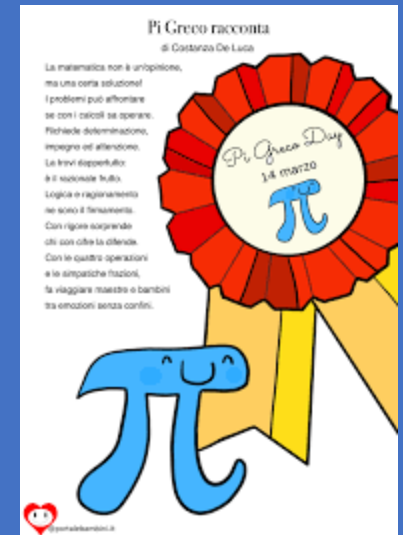 Pi Greco racconta
di Costanza De Luca
La matematica non è un'opinione,
ma una certa soluzione!
I problemi può affrontare
se con i calcoli sa operare.
Richiede determinazione,
impegno ed attenzione.
La trovi dappertutto:
è il razionale frutto.
Logica e ragionamento
ne sono il firmamento.
Con rigore sorprende
chi con cifre la difende.
Con le quattro operazioni
e le simpatiche frazioni,
fa viaggiare maestre e bambini
tra emozioni senza confini.
Pi Greco Day
14 marzo
@portalebambini.it